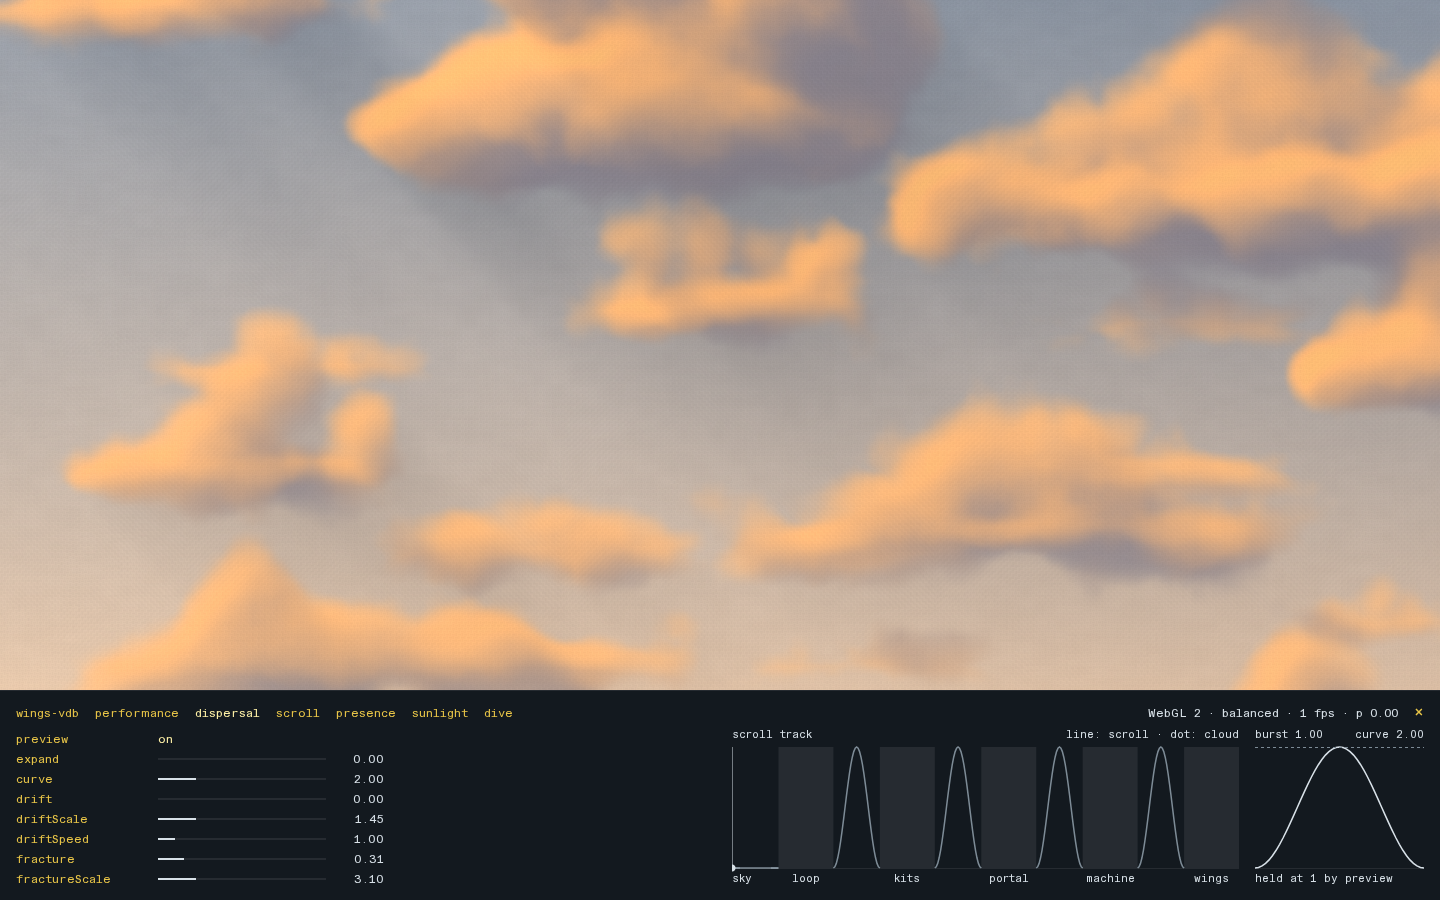 wings-vdb performance dispersal scroll presence sunlight dive
WebGL 2 · balanced · 1 fps · p 0.00 ×
preview on
expand 0.00
curve 2.00
drift 0.00
driftScale 1.45
driftSpeed 1.00
fracture 0.31
fractureScale 3.10
scroll track line: scroll · dot: cloud
sky loop kits portal machine wings
burst 1.00 curve 2.00
held at 1 by preview